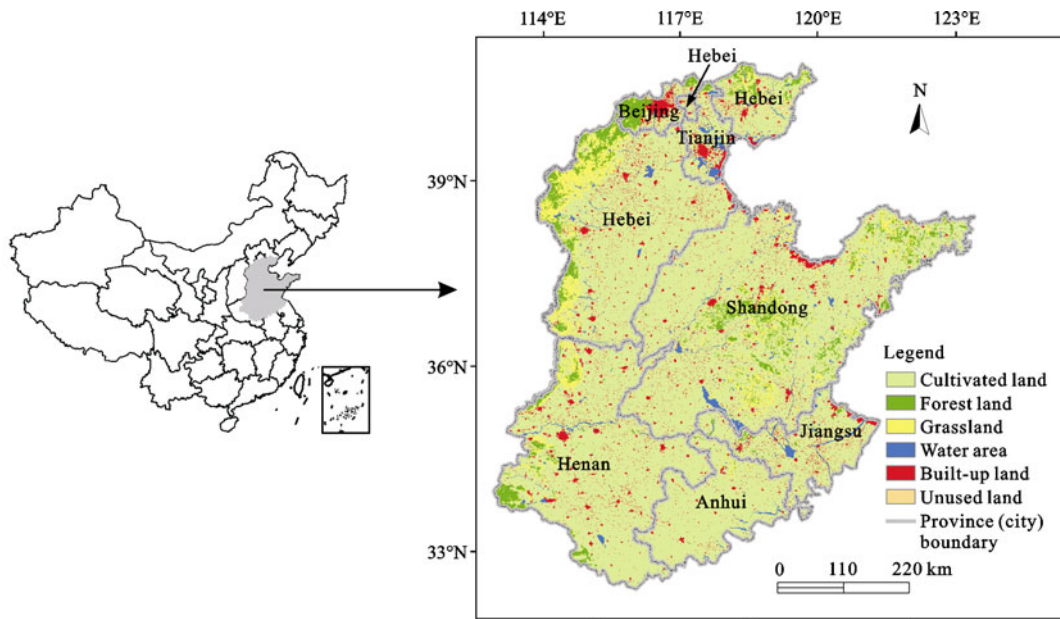 114°E 117°E 120°E 123°E
Hebei
N
Hebei
Beijing
Tianjin
39°N
Hebei
Shandong
36°N
Legend
Cultivated land
Forest land
Grassland
Jiangsu
Water area
Henan
Built-up land
Anhui
Unused land
Province (city)
boundary
33°N
0 110 220 km